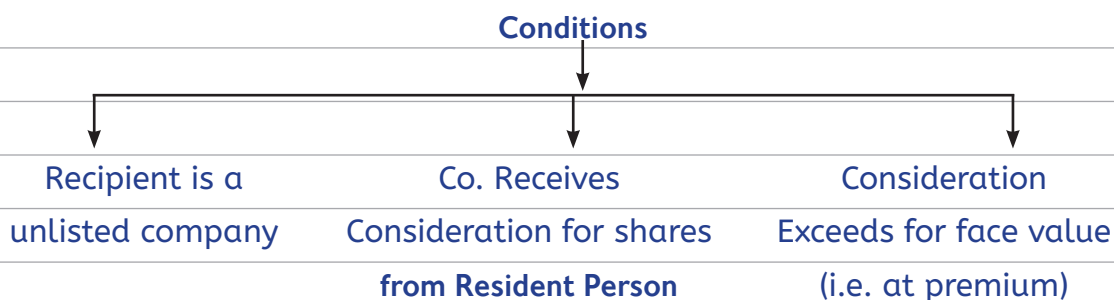 Conditions
Recipient is a
unlisted company
Co. Receives
Consideration for shares
from Resident Person
Consideration
Exceeds for face value
(i.e. at premium)